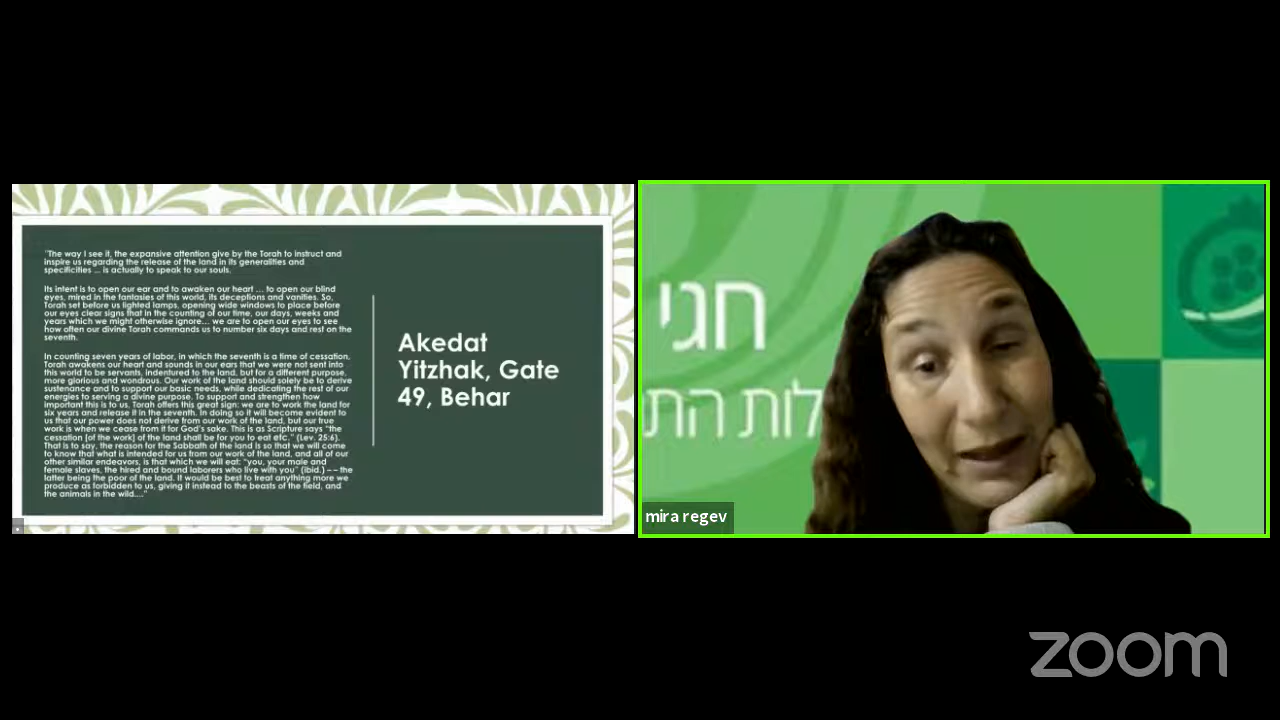 "The way I see it, the expansive attention give by the Torah to instruct and
inspire us regarding the release of the land in its generalities and
specificities ... is actually to speak to our souls.
Its intent is to open our ear and to awaken our heart ... to open our blind
eyes, mired in the fantasies of this world, its deceptions and vanities. So,
Torah set before us lighted lamps, opening wide windows to place before
our eyes clear signs that in the counting of our time, our days, weeks and
years which we might otherwise ignore... we are to open our eyes to see
how often our divine Torah commands us to number six days and rest on the
seventh.
In counting seven years of labor, in which the seventh is a time of cessation,
Torah awakens our heart and sounds in our ears that we were not sent into
this world to be servants, indentured to the land, but for a different purpose,
more glorious and wondrous. Our work of the land should solely be to derive
sustenance and to support our basic needs, while dedicating the rest of our
energies to serving a divine purpose. To support and strengthen how
important this is to us, Torah offers this great sign: we are to work the land for
six years and release it in the seventh. In doing so it will become evident to
us that our power does not derive from our work of the land, but our true
work is when we cease from it for God's sake. This is as Scripture says "the
cessation [of the work] of the land shall be for you to eat etc." (Lev. 25:6).
That is to say, the reason for the Sabbath of the land is so that we will come
to know that what is intended for us from our work of the land, and all of our
other similar endeavors, is that which we will eat: "you, your male and
female slaves, the hired and bound laborers who live with you" (ibid.) – – the
latter being the poor of the land. It would be best to treat anything more we
produce as forbidden to us, giving it instead to the beasts of the field, and
the animals in the wild...."
Akedat
Yitzhak, Gate
49, Behar
חגי
לות התו
mira regev
zoom